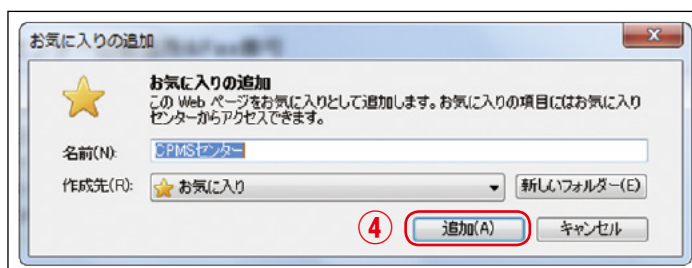 お気に入りの追加
お気に入りの追加
この Web ページをお気に入りとして追加します。お気に入りの項目にはお気に入り
センターからアクセスできます。
名前(N):
CPMSセンター
作成先(R):
お気に入り
新しいフォルダー(E)
④
追加(A)
キャンセル